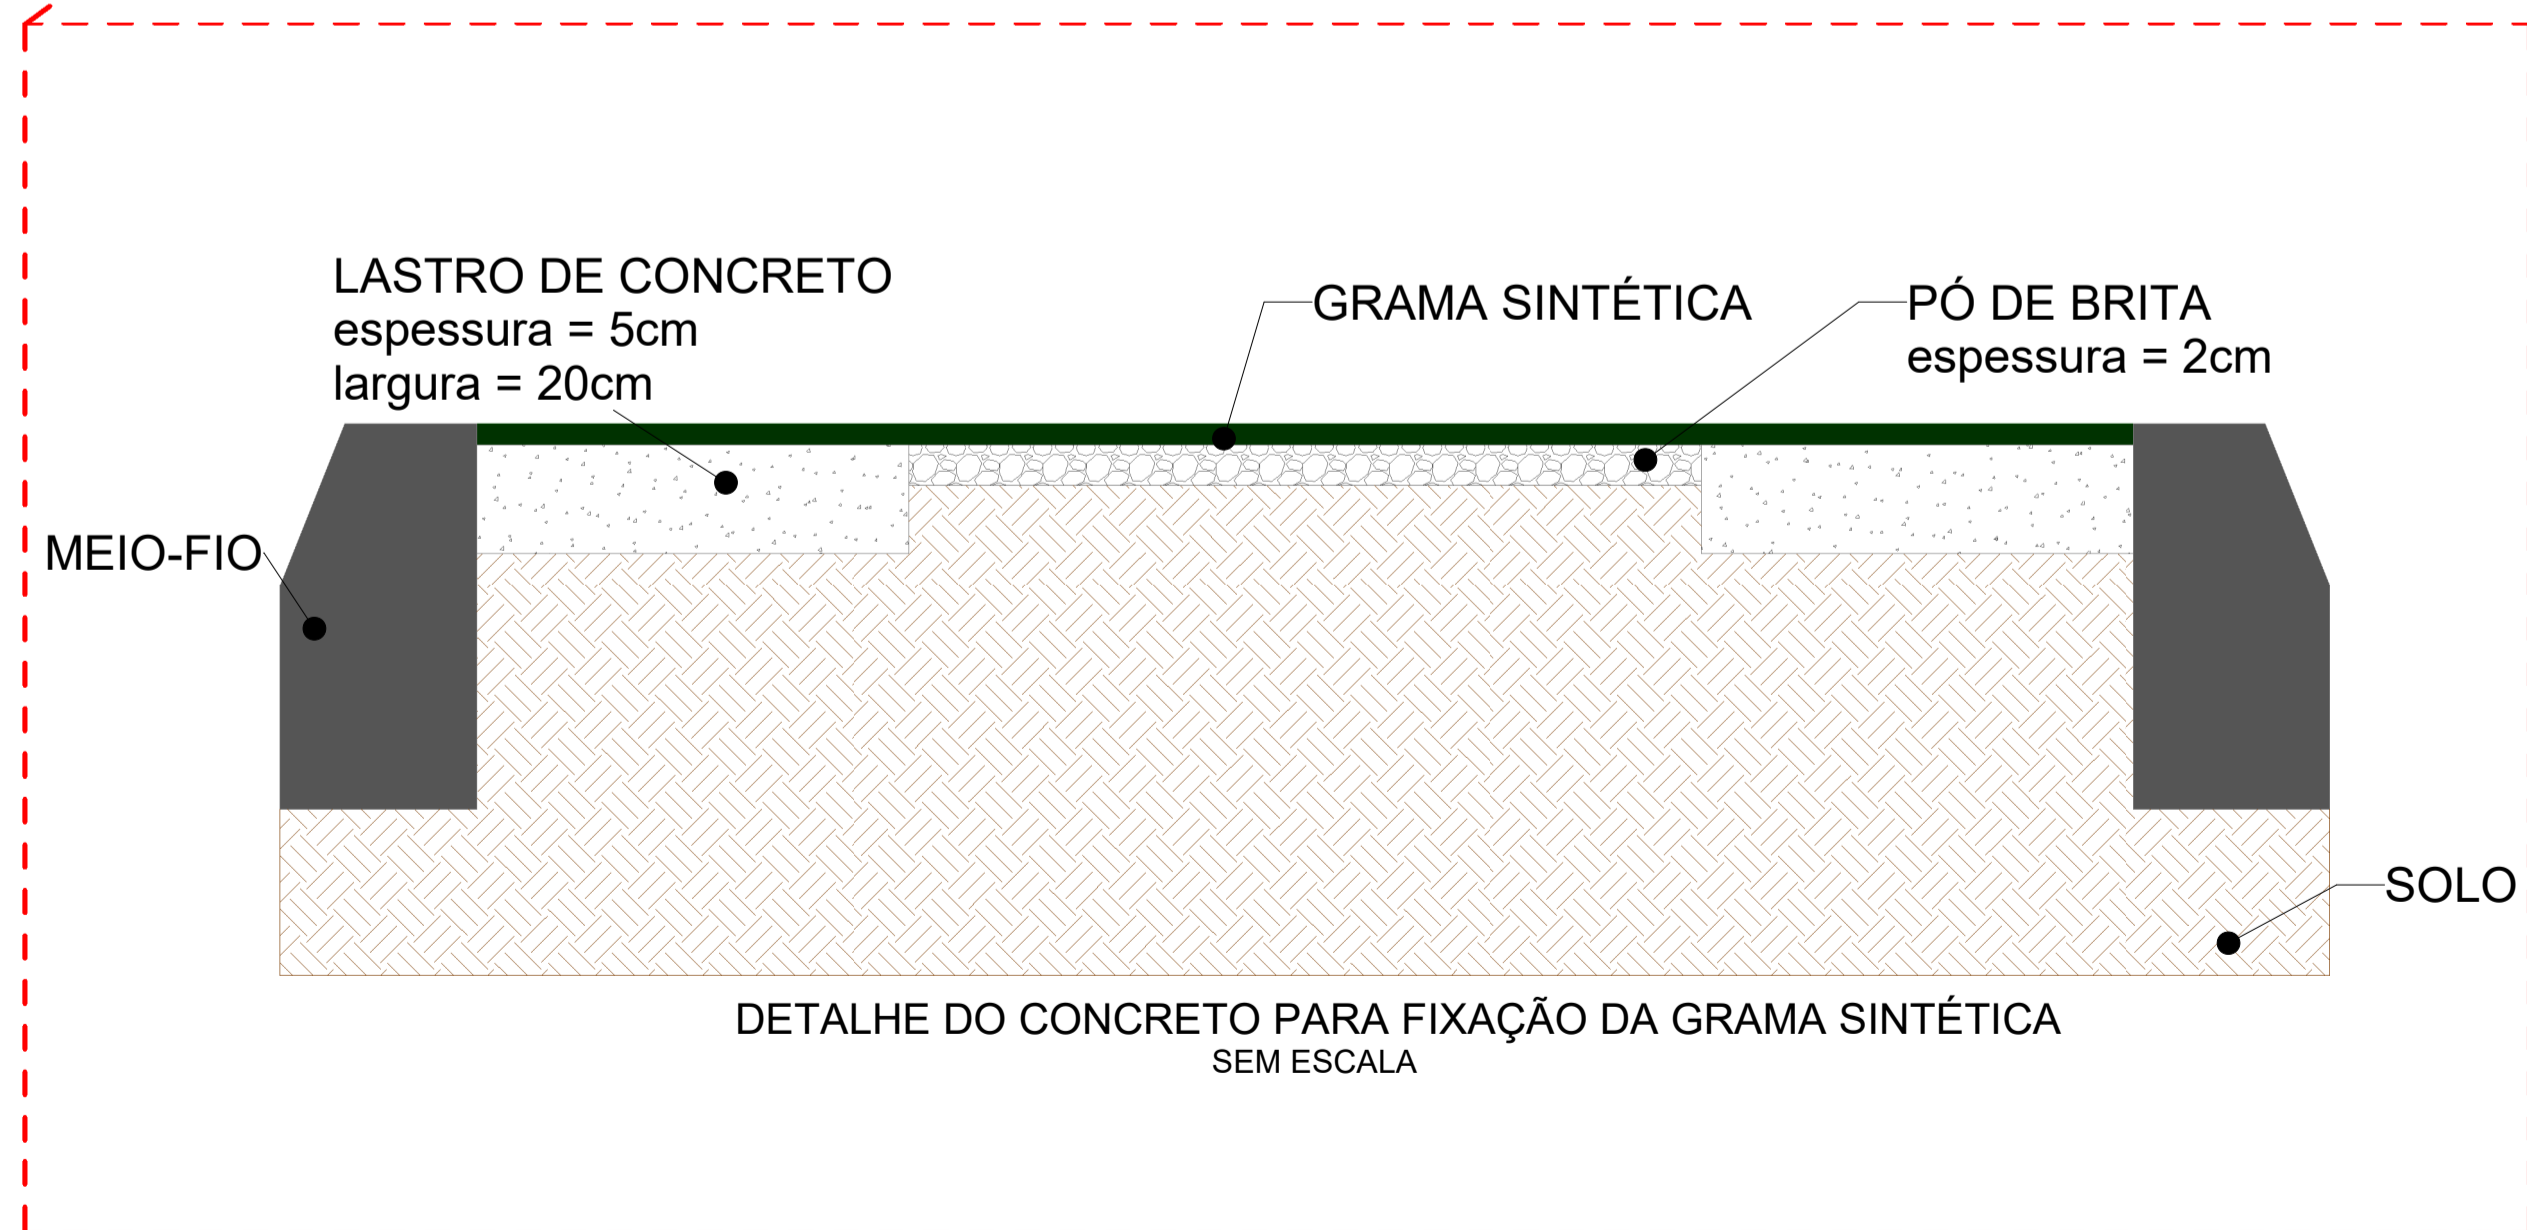 LASTRO DE CONCRETO
espessura = 5cm
largura = 20cm
GRAMA SINTÉTICA
PÓ DE BRITA
espessura = 2cm
MEIO-FIO
SOLO
DETALHE DO CONCRETO PARA FIXAÇÃO DA GRAMA SINTÉTICA
SEM ESCALA